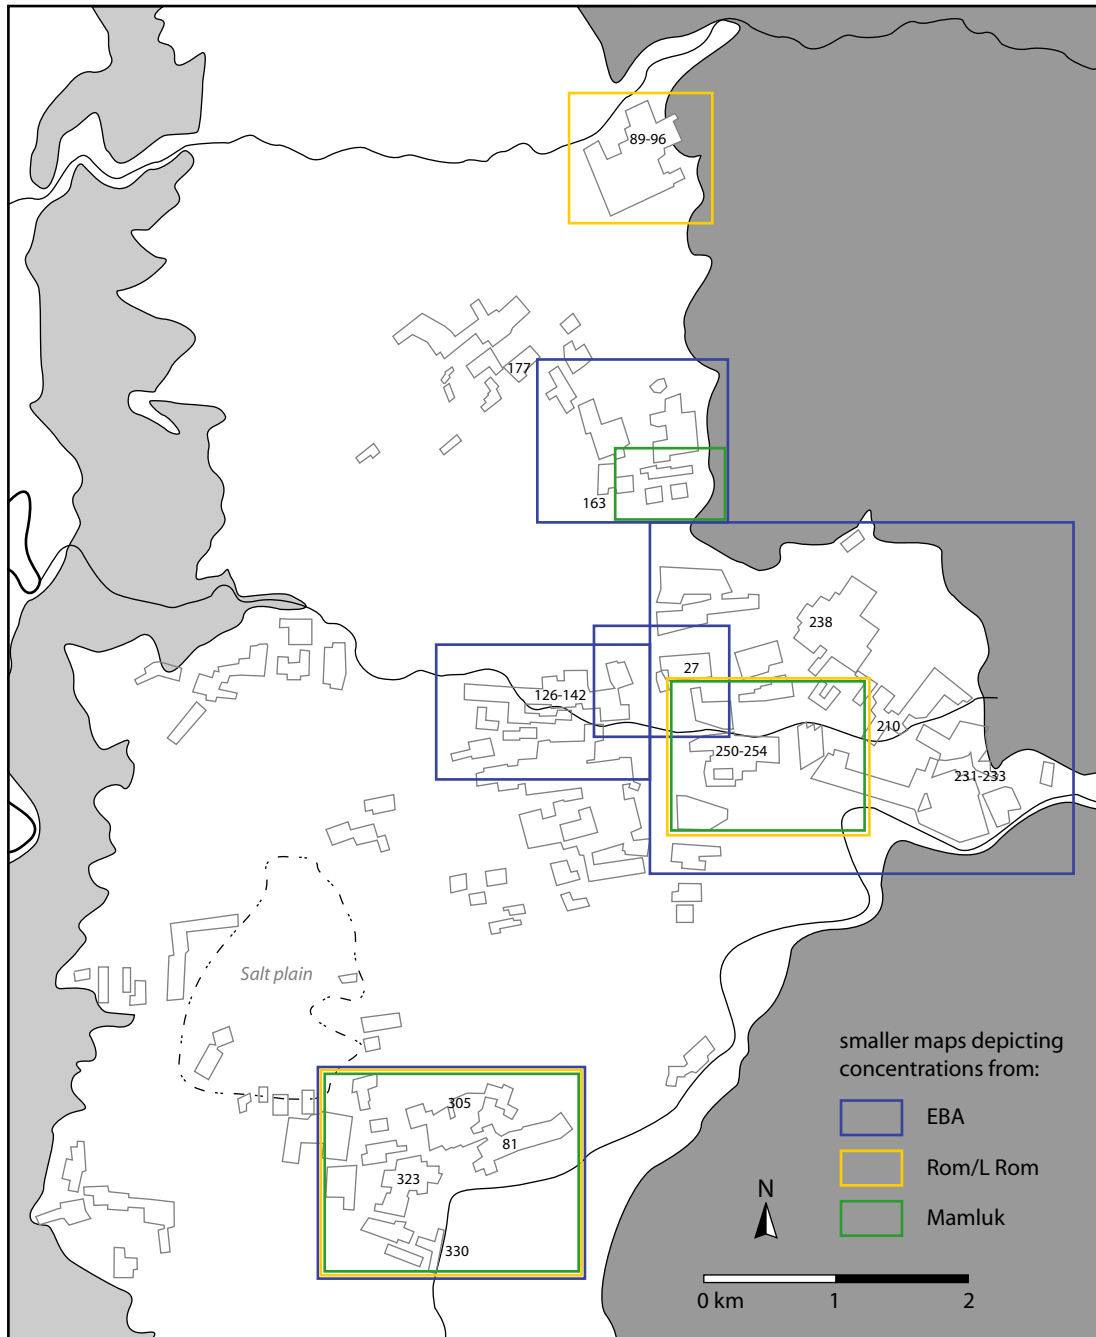 89-96
177
163
238
27
126-142
210
250-254
231-233
Salt plain
305
81
323
330
smaller maps depicting
concentrations from:
EBA
Rom/L Rom
Mamluk
N
0 km 1 2